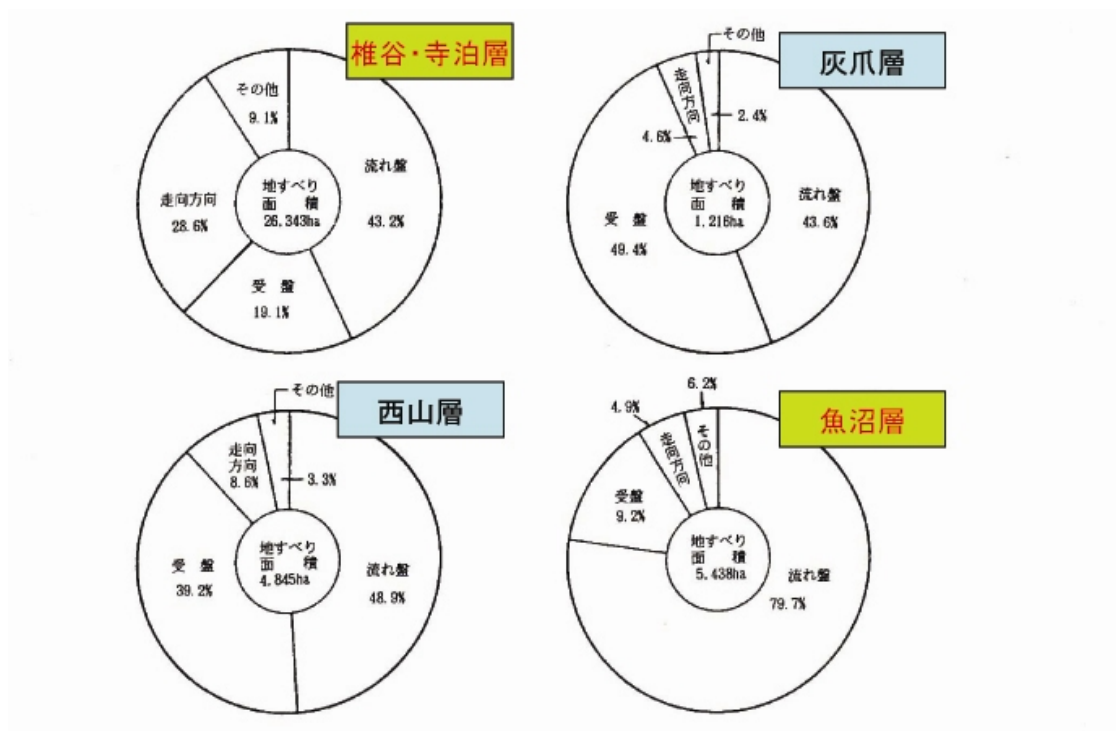 椎谷・寺泊層
その他
9.1%
流れ盤
43.2%
走向方向
28.6%
受 盤
19.1%
地すべり
面 積
26.343ha
灰爪層
その他
2.4%
走向方向
4.6%
流れ盤
43.6%
受 盤
49.4%
地すべり
面 積
1.216ha
西山層
その他
3.3%
走向
方向
8.6%
受 盤
39.2%
流れ盤
48.9%
地すべり
面 積
4.845ha
魚沼層
6.2%
その他
4.9%
走向方向
受盤
9.2%
流れ盤
79.7%
地すべり
面 積
5.438ha